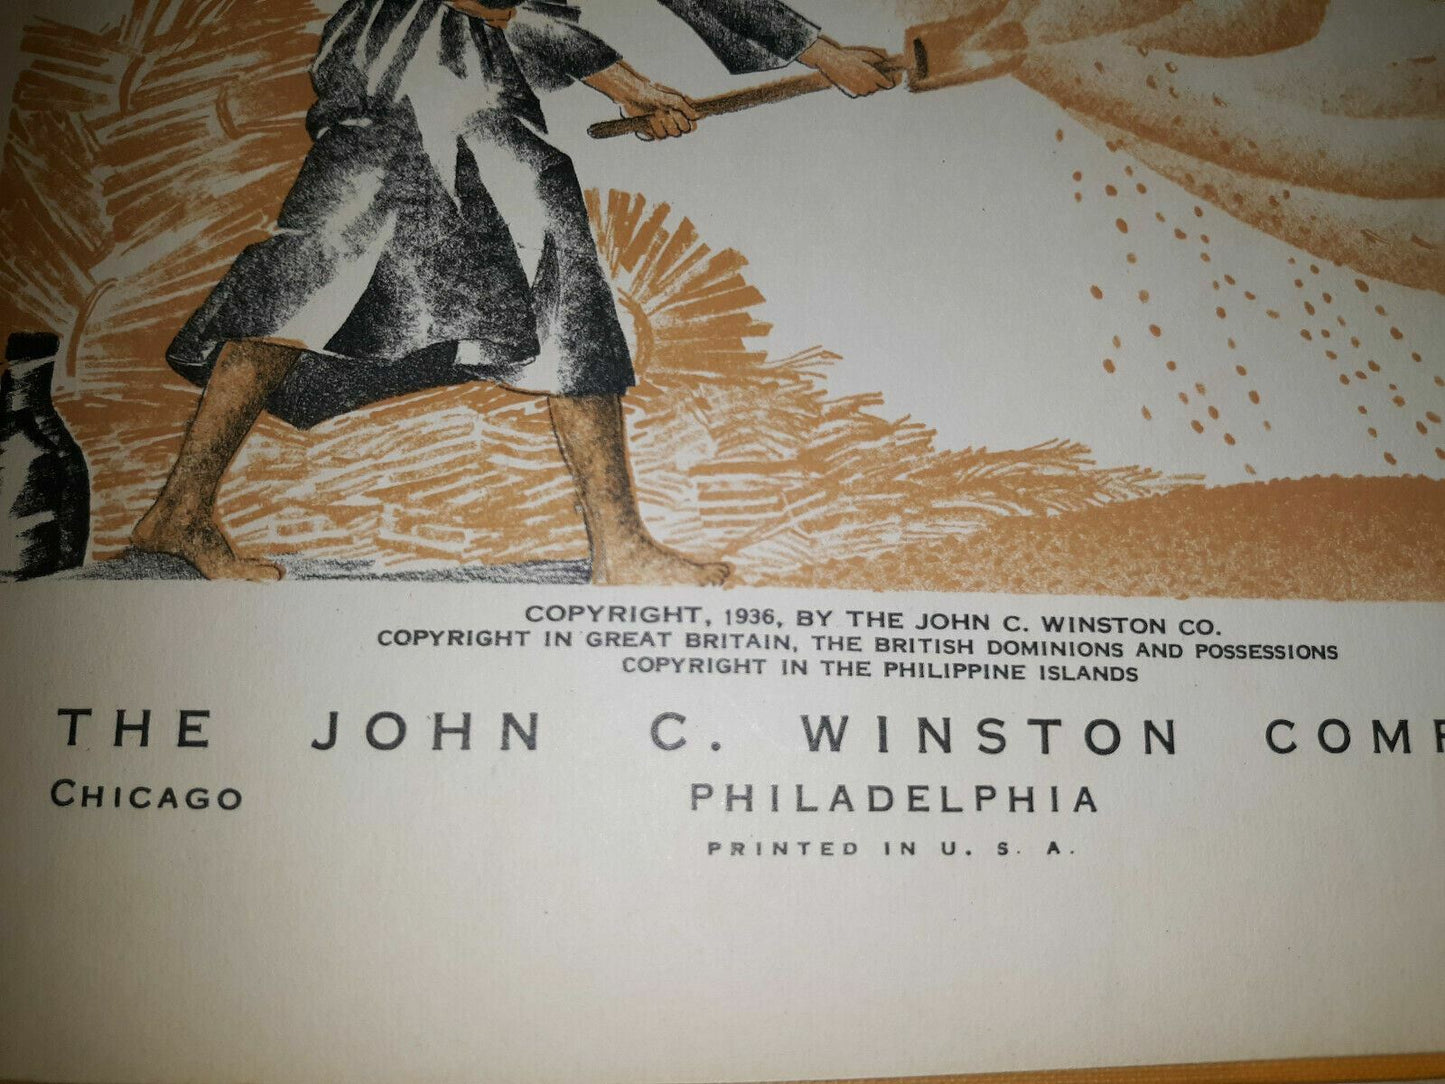 COPYRIGHT, 1936, BY THE JOHN C. WINSTON CO.
COPYRIGHT IN GREAT BRITAIN, THE BRITISH DOMINIONS AND POSSESSIONS
COPYRIGHT IN THE PHILIPPINE ISLANDS
THE JOHN C. WINSTON COMP
CHICAGO PHILADELPHIA
PRINTED IN U. S. A.